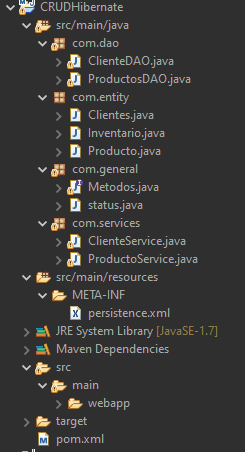 CRUDHibernate
src/main/java
com.dao
ClienteDAO.java
ProductosDAO.java
com.entity
Clientes.java
Inventario.java
Producto.java
com.general
Metodos.java
status.java
com.services
ClienteService.java
ProductoService.java
src/main/resources
META-INF
persistence.xml
JRE System Library [JavaSE-1.7]
Maven Dependencies
src
main
webapp
target
pom.xml